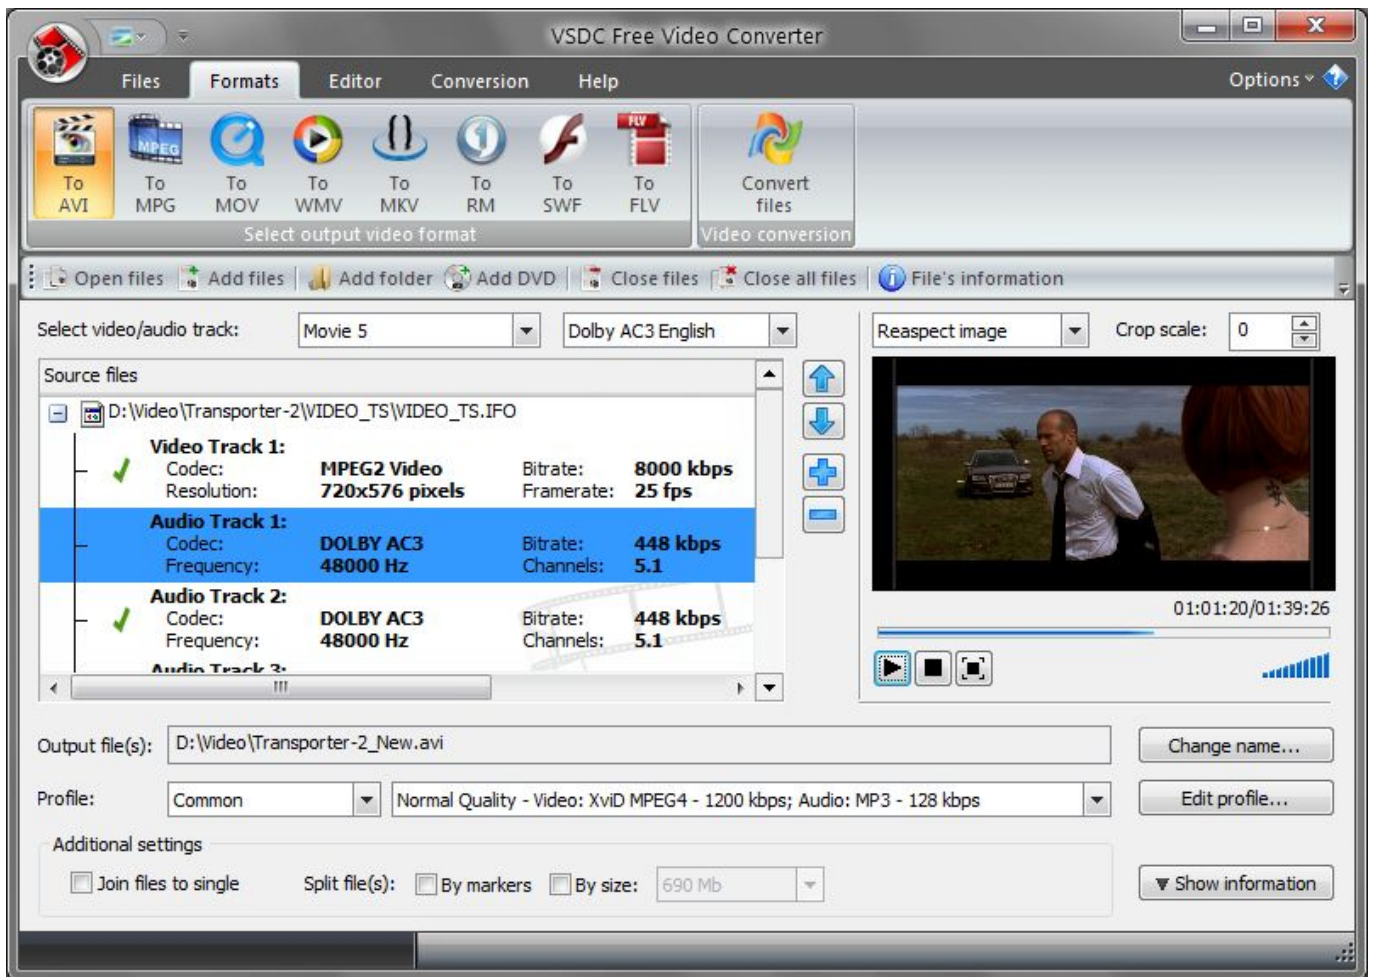 VSDC Free Video Converter
Files Formats Editor Conversion Help Options
To AVI
To MPG
To MOV
To WMV
To MKV
To RM
To SWF
To FLV
Convert files
Select output video format
Video conversion
Open files Add files Add folder Add DVD Close files Close all files File's information
Select video/audio track: Movie 5 Dolby AC3 English Reaspect image Crop scale: 0
Source files
D:\Video\Transporter-2\VIDEO_TS\VIDEO_TS.IFO
Video Track 1:
Codec: MPEG2 Video Bitrate: 8000 kbps
Resolution: 720x576 pixels Framerate: 25 fps
Audio Track 1:
Codec: DOLBY AC3 Bitrate: 448 kbps
Frequency: 48000 Hz Channels: 5.1
Audio Track 2:
Codec: DOLBY AC3 Bitrate: 448 kbps
Frequency: 48000 Hz Channels: 5.1
Audio Track 3:
01:01:20/01:39:26
Output file(s): D:\Video\Transporter-2_New.avi Change name...
Profile: Common Normal Quality - Video: XviD MPEG4 - 1200 kbps; Audio: MP3 - 128 kbps Edit profile...
Additional settings
Join files to single Split file(s): By markers By size: 690 Mb Show information